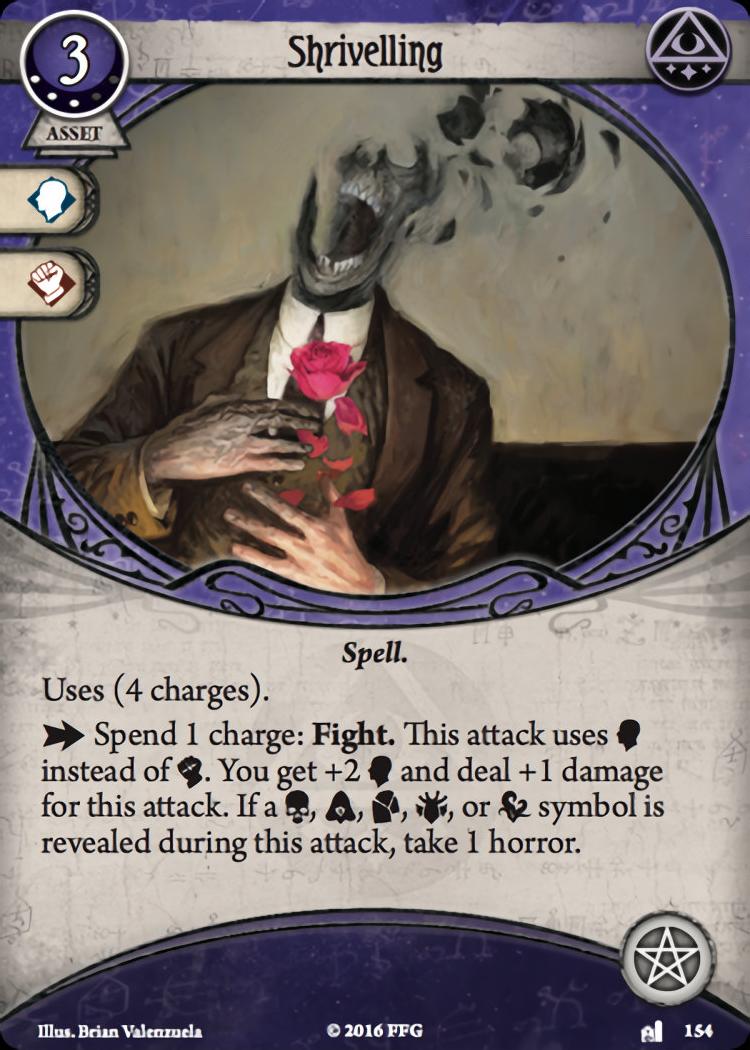 3
Shrivelling
ASSET
Spell.
Uses (4 charges).
Spend 1 charge: Fight. This attack uses
instead of . You get +2 and deal +1 damage
for this attack. If a , , , , or symbol is
revealed during this attack, take 1 horror.
Illus. Brian Valenzuela
© 2016 FFG
154